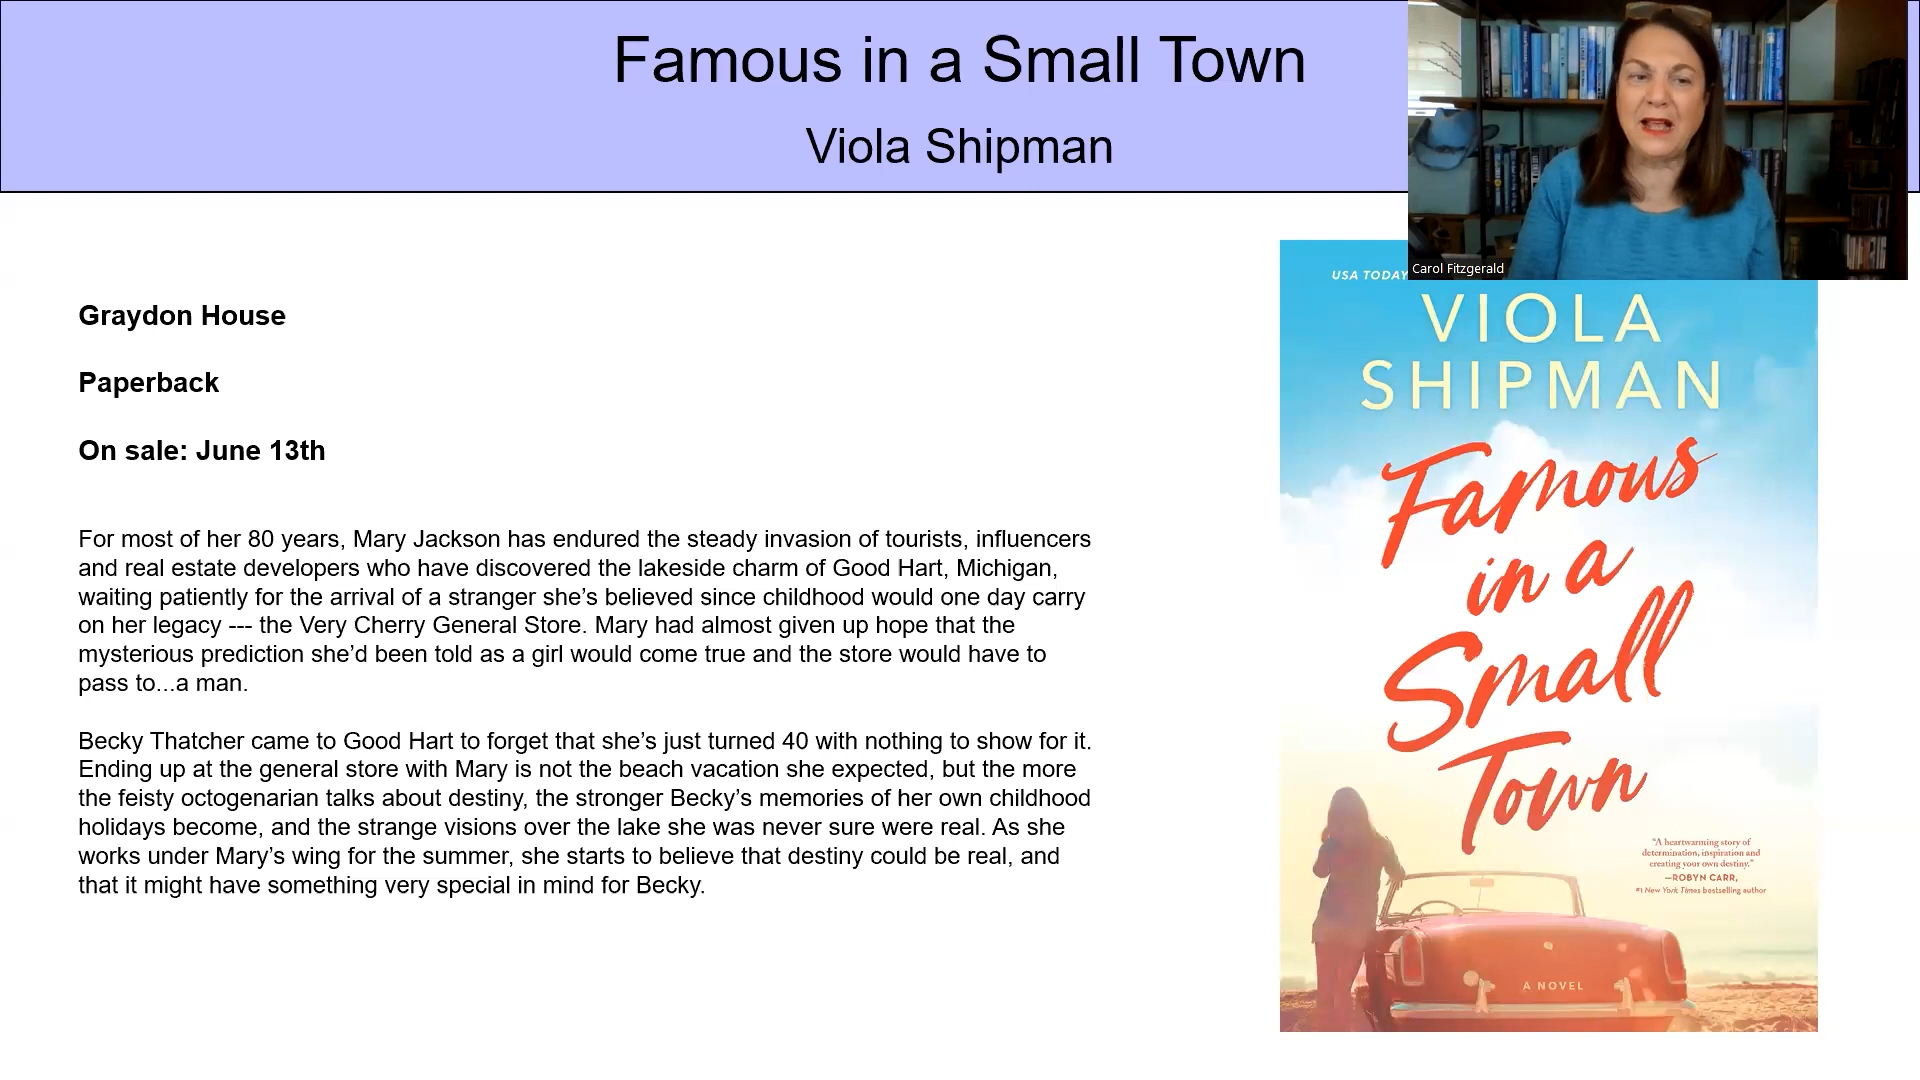 Famous in a Small Town
Viola Shipman
Carol Fitzgerald
Graydon House
Paperback
On sale: June 13th
For most of her 80 years, Mary Jackson has endured the steady invasion of tourists, influencers
and real estate developers who have discovered the lakeside charm of Good Hart, Michigan,
waiting patiently for the arrival of a stranger she’s believed since childhood would one day carry
on her legacy --- the Very Cherry General Store. Mary had almost given up hope that the
mysterious prediction she’d been told as a girl would come true and the store would have to
pass to...a man.
Becky Thatcher came to Good Hart to forget that she’s just turned 40 with nothing to show for it.
Ending up at the general store with Mary is not the beach vacation she expected, but the more
the feisty octogenarian talks about destiny, the stronger Becky’s memories of her own childhood
holidays become, and the strange visions over the lake she was never sure were real. As she
works under Mary’s wing for the summer, she starts to believe that destiny could be real, and
that it might have something very special in mind for Becky.
USA TODAY
VIOLA
SHIPMAN
Famous
in a
Small
Town
“A heartwarming story of
determination, inspiration and
creating your own destiny.”
—ROBYN CARR,
#1 New York Times bestselling author
A NOVEL